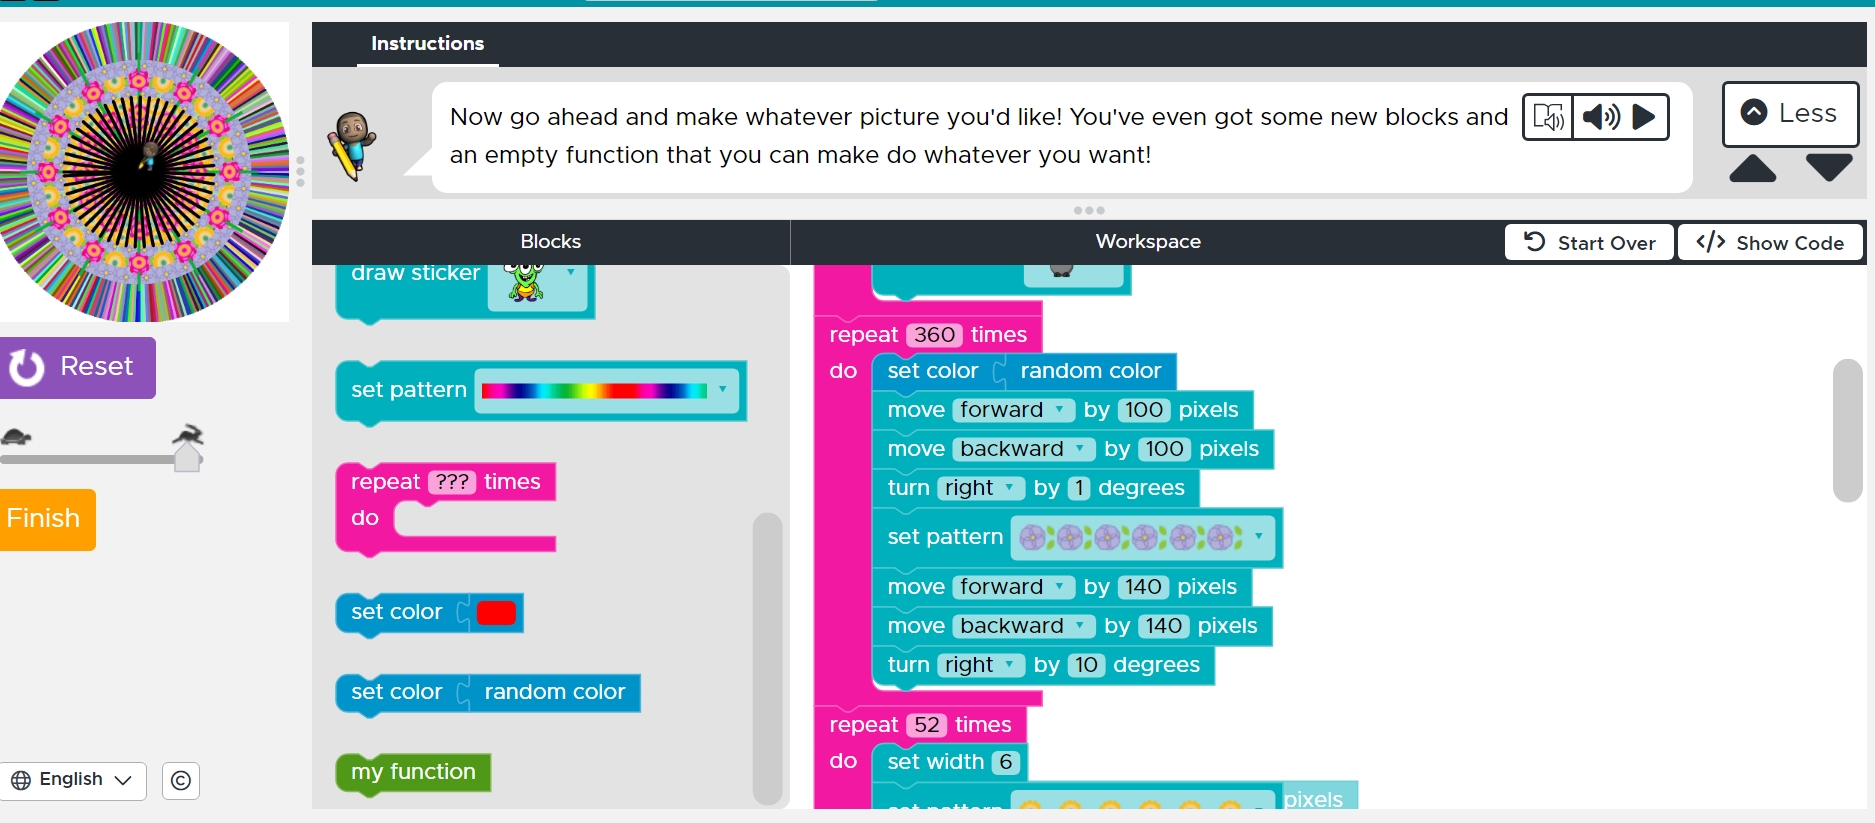 Instructions
Now go ahead and make whatever picture you'd like! You've even got some new blocks and
an empty function that you can make do whatever you want!
Less
Blocks
Workspace
Start Over
</> Show Code
draw sticker
set pattern
repeat ??? times
do
set color
set color random color
my function
repeat 360 times
do set color random color
move forward by 100 pixels
move backward by 100 pixels
turn right by 1 degrees
set pattern
move forward by 140 pixels
move backward by 140 pixels
turn right by 10 degrees
repeat 52 times
do set width 6
set pattern
pixels
Reset
Finish
English
©